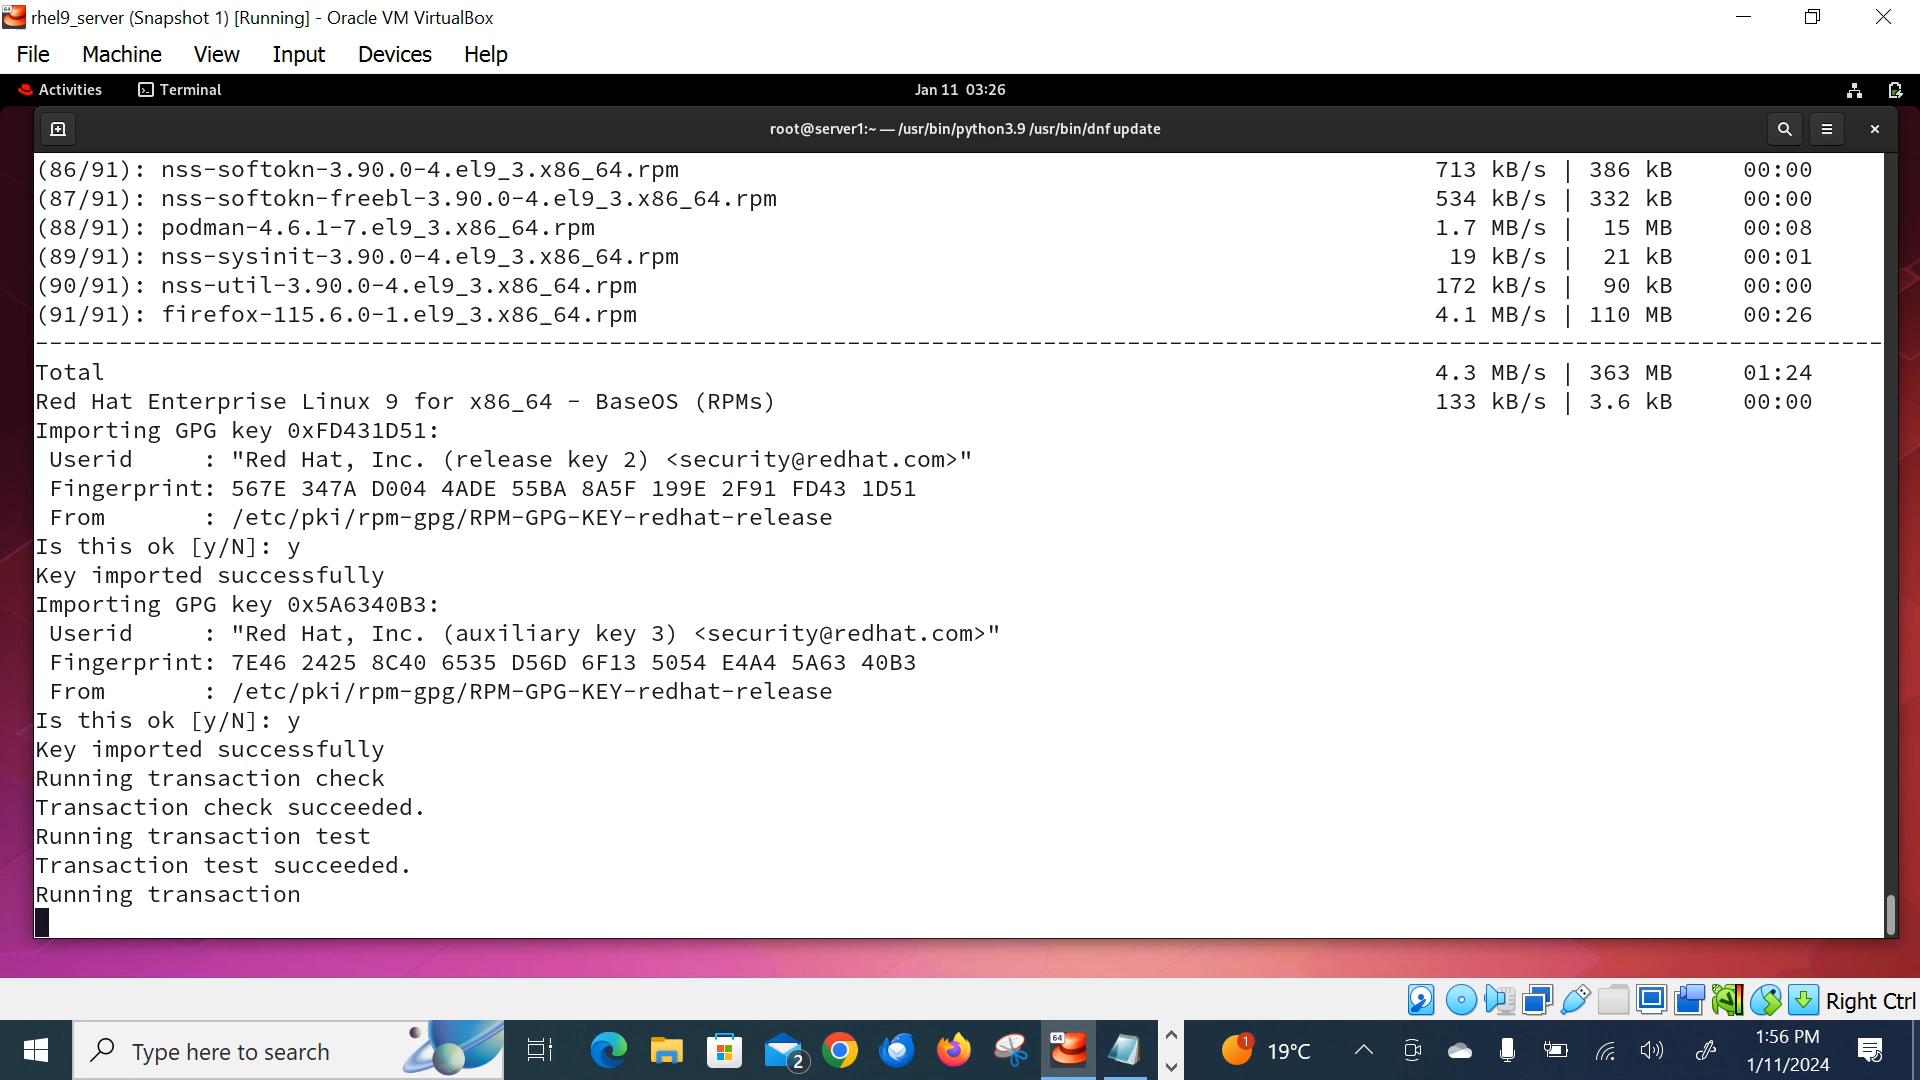 rhel9_server (Snapshot 1) [Running] - Oracle VM VirtualBox
File Machine View Input Devices Help
Activities Terminal Jan 11 03:26
root@server1:~ — /usr/bin/python3.9 /usr/bin/dnf update
(86/91): nss-softokn-3.90.0-4.el9_3.x86_64.rpm 713 kB/s | 386 kB 00:00
(87/91): nss-softokn-freebl-3.90.0-4.el9_3.x86_64.rpm 534 kB/s | 332 kB 00:00
(88/91): podman-4.6.1-7.el9_3.x86_64.rpm 1.7 MB/s | 15 MB 00:08
(89/91): nss-sysinit-3.90.0-4.el9_3.x86_64.rpm 19 kB/s | 21 kB 00:01
(90/91): nss-util-3.90.0-4.el9_3.x86_64.rpm 172 kB/s | 90 kB 00:00
(91/91): firefox-115.6.0-1.el9_3.x86_64.rpm 4.1 MB/s | 110 MB 00:26
--------------------------------------------------------------------------------
Total 4.3 MB/s | 363 MB 01:24
Red Hat Enterprise Linux 9 for x86_64 - BaseOS (RPMs) 133 kB/s | 3.6 kB 00:00
Importing GPG key 0xFD431D51:
Userid : "Red Hat, Inc. (release key 2) <security@redhat.com>"
Fingerprint: 567E 347A D004 4ADE 55BA 8A5F 199E 2F91 FD43 1D51
From : /etc/pki/rpm-gpg/RPM-GPG-KEY-redhat-release
Is this ok [y/N]: y
Key imported successfully
Importing GPG key 0x5A6340B3:
Userid : "Red Hat, Inc. (auxiliary key 3) <security@redhat.com>"
Fingerprint: 7E46 2425 8C40 6535 D56D 6F13 5054 E4A4 5A63 40B3
From : /etc/pki/rpm-gpg/RPM-GPG-KEY-redhat-release
Is this ok [y/N]: y
Key imported successfully
Running transaction check
Transaction check succeeded.
Running transaction test
Transaction test succeeded.
Running transaction
Right Ctrl
Type here to search 2 64 1 19°C 1:56 PM
1/11/2024